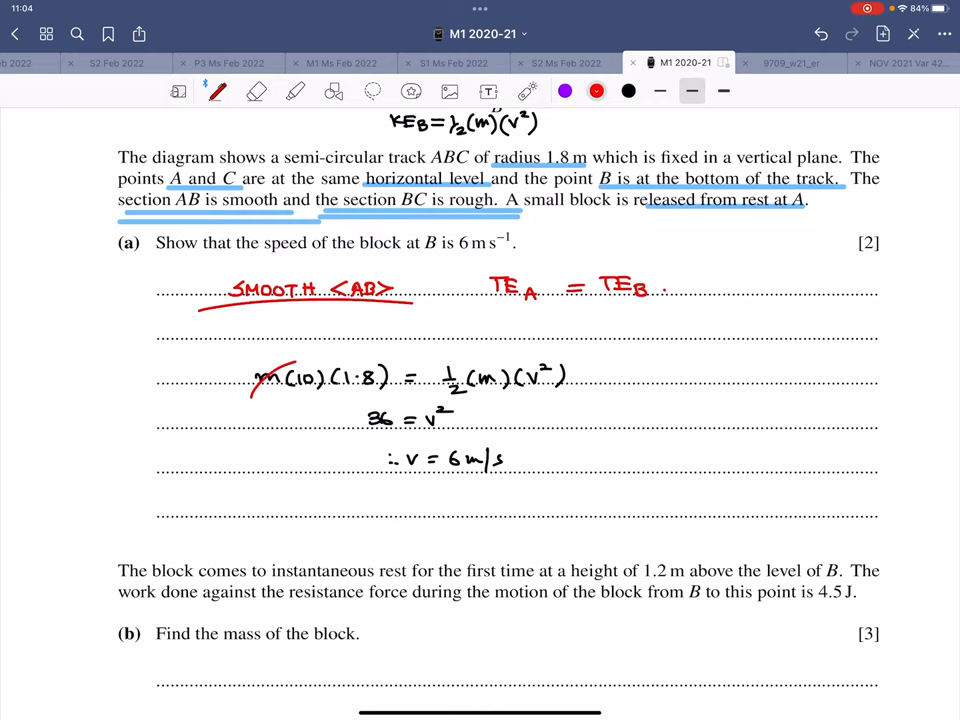 11:04
84%
M1 2020-21
eb 2022
S2 Feb 2022
P3 Ms Feb 2022
M1 Ms Feb 2022
S1 Ms Feb 2022
S2 Ms Feb 2022
M1 2020-21
9709_w21_er
NOV 2021 Var 42...
KE_B = ½(m)(v²)
The diagram shows a semi-circular track ABC of radius 1.8 m which is fixed in a vertical plane. The
points A and C are at the same horizontal level and the point B is at the bottom of the track. The
section AB is smooth and the section BC is rough. A small block is released from rest at A.
(a) Show that the speed of the block at B is 6 m s⁻¹. [2]
SMOOTH <AB> TE_A = TE_B .
m(10)(1.8) = ½(m)(v²)
36 = v²
∴ v = 6 m/s
The block comes to instantaneous rest for the first time at a height of 1.2 m above the level of B. The
work done against the resistance force during the motion of the block from B to this point is 4.5 J.
(b) Find the mass of the block. [3]